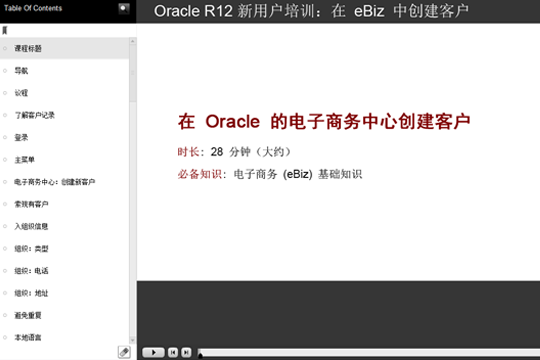 Table Of Contents
Oracle R12 新用户培训：在 eBiz 中创建客户
课程标题
导航
议程
了解客户记录
登录
主菜单
电子商务中心：创建新客户
索现有客户
入组织信息
组织：类型
组织：电话
组织：地址
避免重复
本地语言
在 Oracle 的电子商务中心创建客户
时长：28 分钟（大约）
必备知识：电子商务 (eBiz) 基础知识